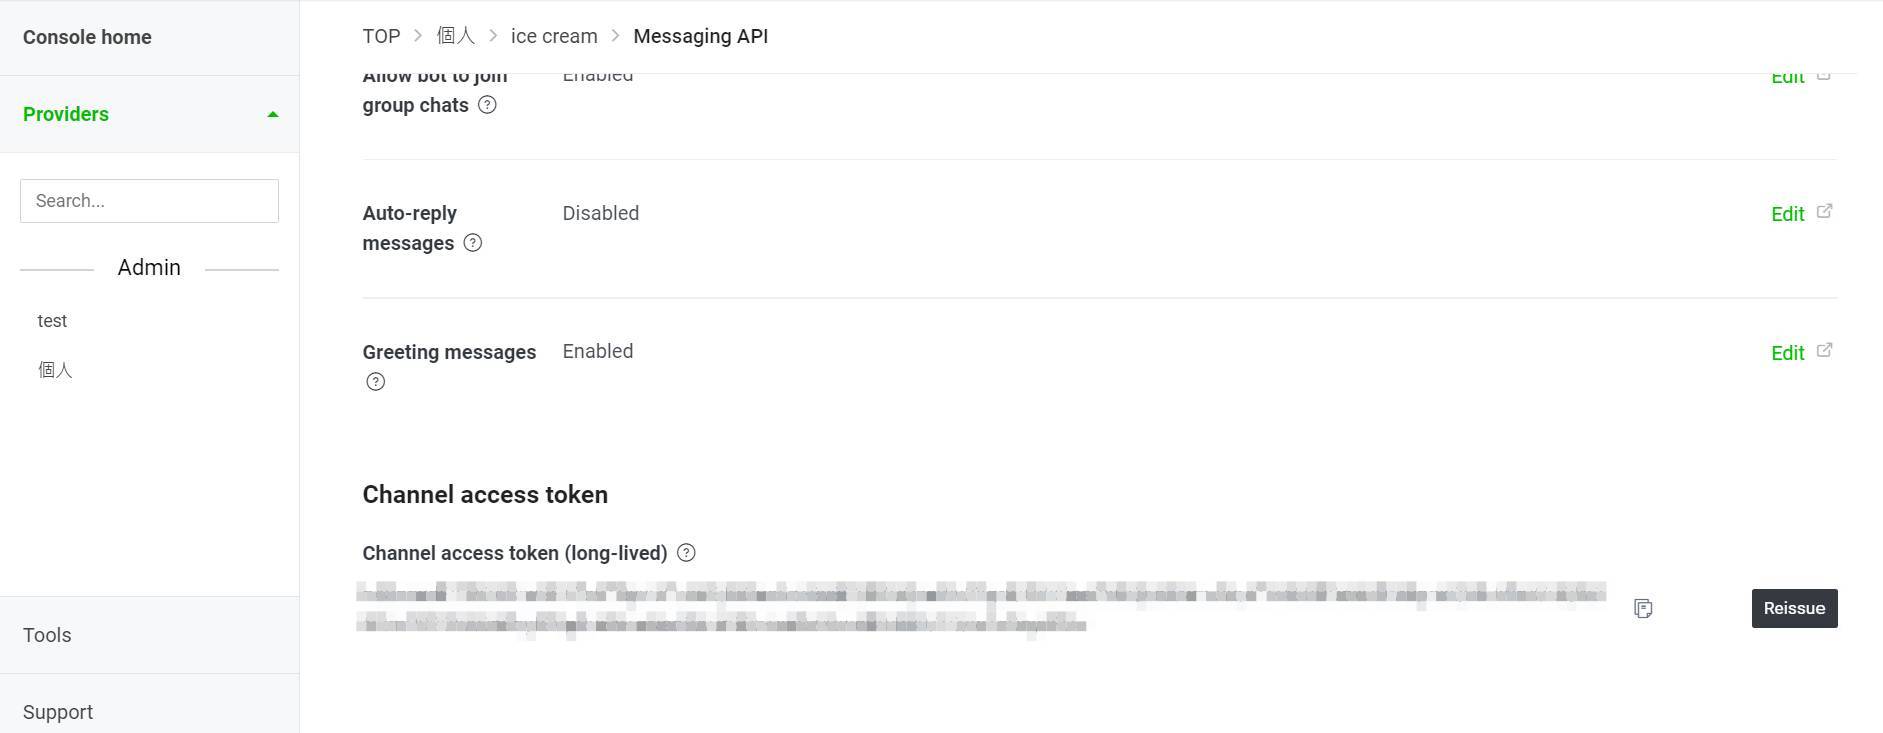 Console home
Providers
Search...
Admin
test
個人
Tools
Support
TOP > 個人 > ice cream > Messaging API
Allow bot to join
group chats ?
Enabled
Edit
Auto-reply
messages ?
Disabled
Edit
Greeting messages
?
Enabled
Edit
Channel access token
Channel access token (long-lived) ?
Reissue